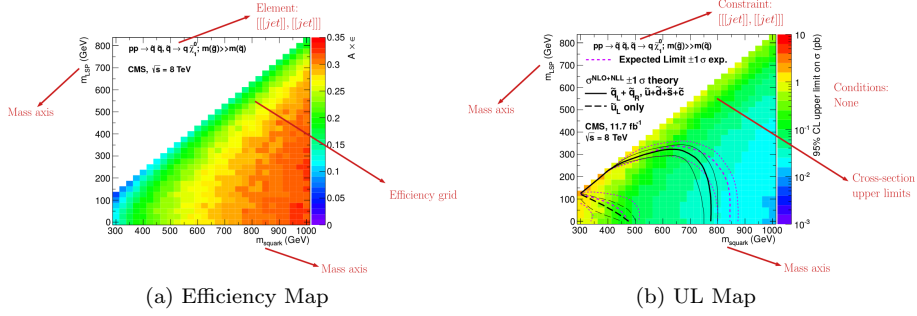 Element:
[[[jet]],[[jet]]]
pp → q̃ q̃, q̃ → q χ̃₁⁰; m(g̃)>>m(q̃)
CMS, √s = 8 TeV
m_LSP (GeV)
800
700
600
500
400
300
200
100
0
300 400 500 600 700 800 900 1000
m_squark (GeV)
0.35
0.3
0.25
0.2
0.15
0.1
0.05
0
A × ε
Mass axis
Efficiency grid
Mass axis
(a) Efficiency Map
Constraint:
[[[jet]],[[jet]]]
pp → q̃ q̃, q̃ → q χ̃₁⁰; m(g̃)>>m(q̃)
Expected Limit ±1σ exp.
σ^NLO+NLL ±1σ theory
q̃_L + q̃_R, ũ+d̃+s̃+c̃
ũ_L only
CMS, 11.7 fb⁻¹
√s = 8 TeV
m_LSP (GeV)
800
700
600
500
400
300
200
100
0
300 400 500 600 700 800 900 1000
m_squark (GeV)
10
1
10⁻¹
10⁻²
10⁻³
95% CL upper limit on σ (pb)
Mass axis
Conditions:
None
Cross-section
upper limits
Mass axis
(b) UL Map